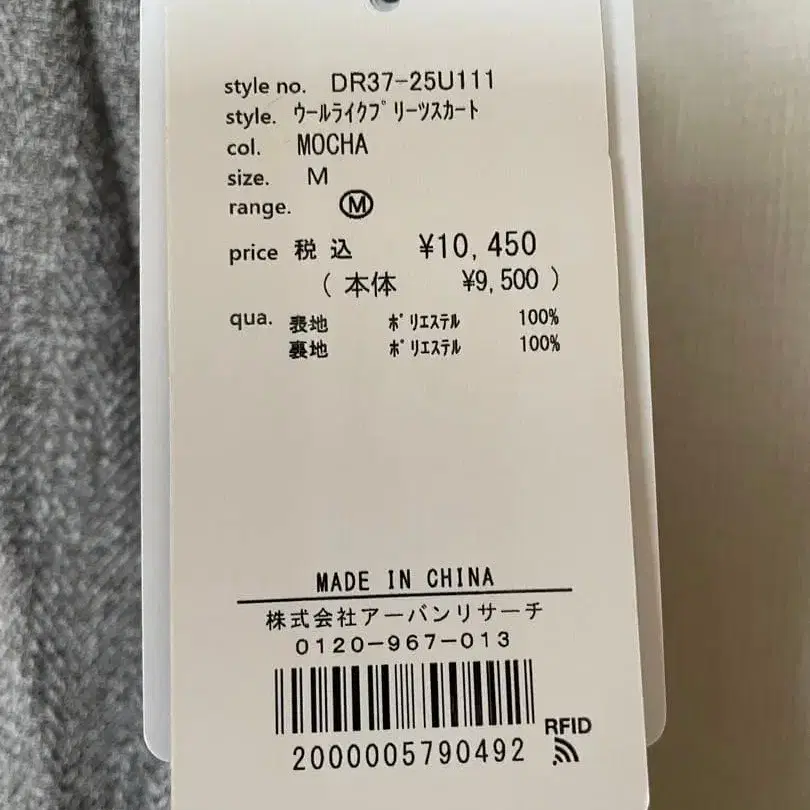 style no. DR37-25U111
style. ｳｰﾙﾗｲｸﾌﾟﾘｰﾂｽｶｰﾄ
col. MOCHA
size. M
range. Ⓜ
price 税込 ¥10,450
(本体 ¥9,500)
qua. 表地 ﾎﾟﾘｴｽﾃﾙ 100%
裏地 ﾎﾟﾘｴｽﾃﾙ 100%
MADE IN CHINA
株式会社アーバンリサーチ
0120-967-013
2000005790492
RFID